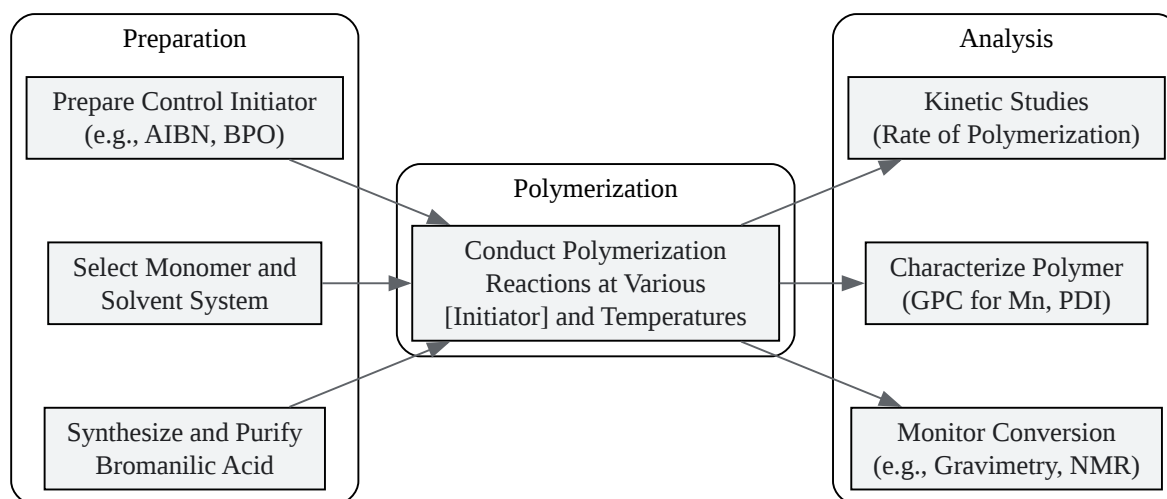 Preparation
Prepare Control Initiator
(e.g., AIBN, BPO)
Select Monomer and
Solvent System
Synthesize and Purify
Bromanilic Acid
Polymerization
Conduct Polymerization
Reactions at Various
[Initiator] and Temperatures
Analysis
Kinetic Studies
(Rate of Polymerization)
Characterize Polymer
(GPC for Mn, PDI)
Monitor Conversion
(e.g., Gravimetry, NMR)